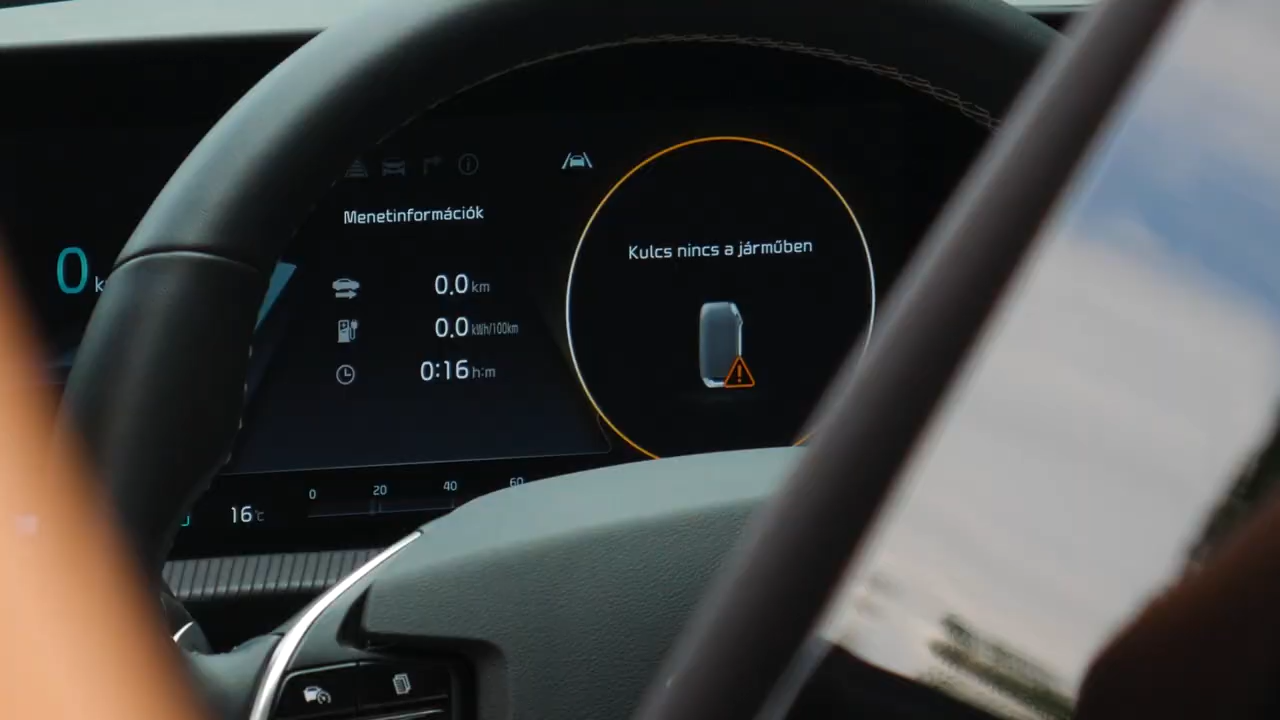 Menetinformációk
Kulcs nincs a járműben
0
0.0 km
0.0 kWh/100km
0:16 h:m
0 20 40 60
16°C